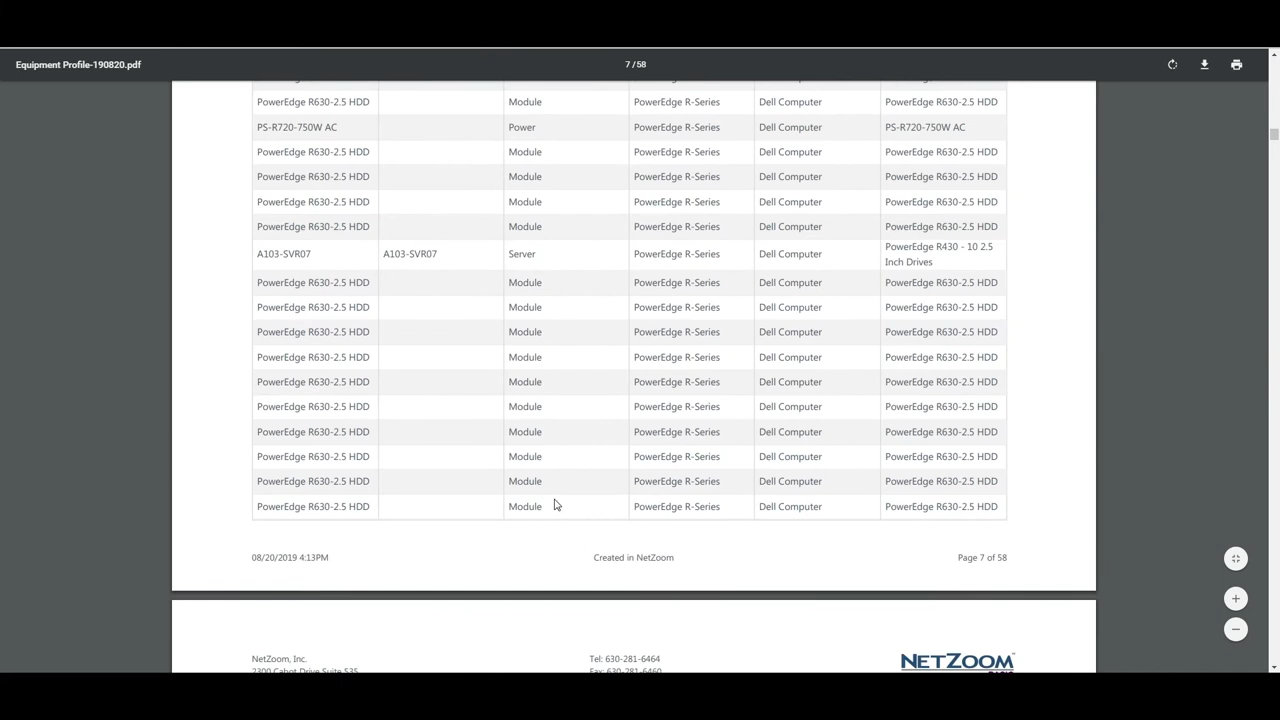 Equipment Profile-190820.pdf 7 / 58
PowerEdge R630-2.5 HDD Module PowerEdge R-Series Dell Computer PowerEdge R630-2.5 HDD
PS-R720-750W AC Power PowerEdge R-Series Dell Computer PS-R720-750W AC
PowerEdge R630-2.5 HDD Module PowerEdge R-Series Dell Computer PowerEdge R630-2.5 HDD
PowerEdge R630-2.5 HDD Module PowerEdge R-Series Dell Computer PowerEdge R630-2.5 HDD
PowerEdge R630-2.5 HDD Module PowerEdge R-Series Dell Computer PowerEdge R630-2.5 HDD
PowerEdge R630-2.5 HDD Module PowerEdge R-Series Dell Computer PowerEdge R630-2.5 HDD
A103-SVR07 A103-SVR07 Server PowerEdge R-Series Dell Computer PowerEdge R430 - 10 2.5
Inch Drives
PowerEdge R630-2.5 HDD Module PowerEdge R-Series Dell Computer PowerEdge R630-2.5 HDD
PowerEdge R630-2.5 HDD Module PowerEdge R-Series Dell Computer PowerEdge R630-2.5 HDD
PowerEdge R630-2.5 HDD Module PowerEdge R-Series Dell Computer PowerEdge R630-2.5 HDD
PowerEdge R630-2.5 HDD Module PowerEdge R-Series Dell Computer PowerEdge R630-2.5 HDD
PowerEdge R630-2.5 HDD Module PowerEdge R-Series Dell Computer PowerEdge R630-2.5 HDD
PowerEdge R630-2.5 HDD Module PowerEdge R-Series Dell Computer PowerEdge R630-2.5 HDD
PowerEdge R630-2.5 HDD Module PowerEdge R-Series Dell Computer PowerEdge R630-2.5 HDD
PowerEdge R630-2.5 HDD Module PowerEdge R-Series Dell Computer PowerEdge R630-2.5 HDD
PowerEdge R630-2.5 HDD Module PowerEdge R-Series Dell Computer PowerEdge R630-2.5 HDD
PowerEdge R630-2.5 HDD Module PowerEdge R-Series Dell Computer PowerEdge R630-2.5 HDD
08/20/2019 4:13PM Created in NetZoom Page 7 of 58
NetZoom, Inc. Tel: 630-281-6464 NETZOOM™
2300 Cabot Drive Suite 535 Fax: 630-281-6460